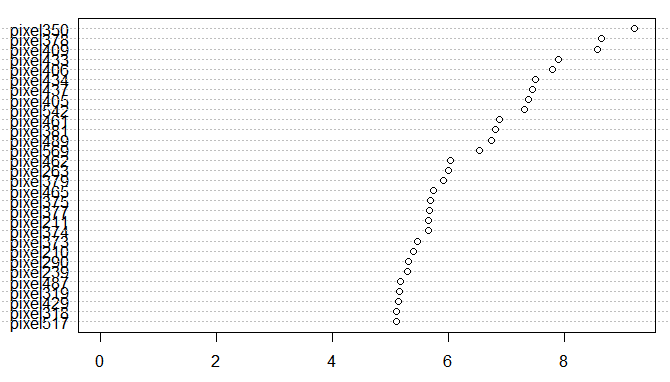 pixel350
pixel378
pixel409
pixel433
pixel406
pixel434
pixel437
pixel405
pixel542
pixel461
pixel381
pixel489
pixel569
pixel462
pixel263
pixel379
pixel465
pixel375
pixel377
pixel211
pixel374
pixel373
pixel210
pixel290
pixel239
pixel487
pixel319
pixel429
pixel318
pixel517
0 2 4 6 8